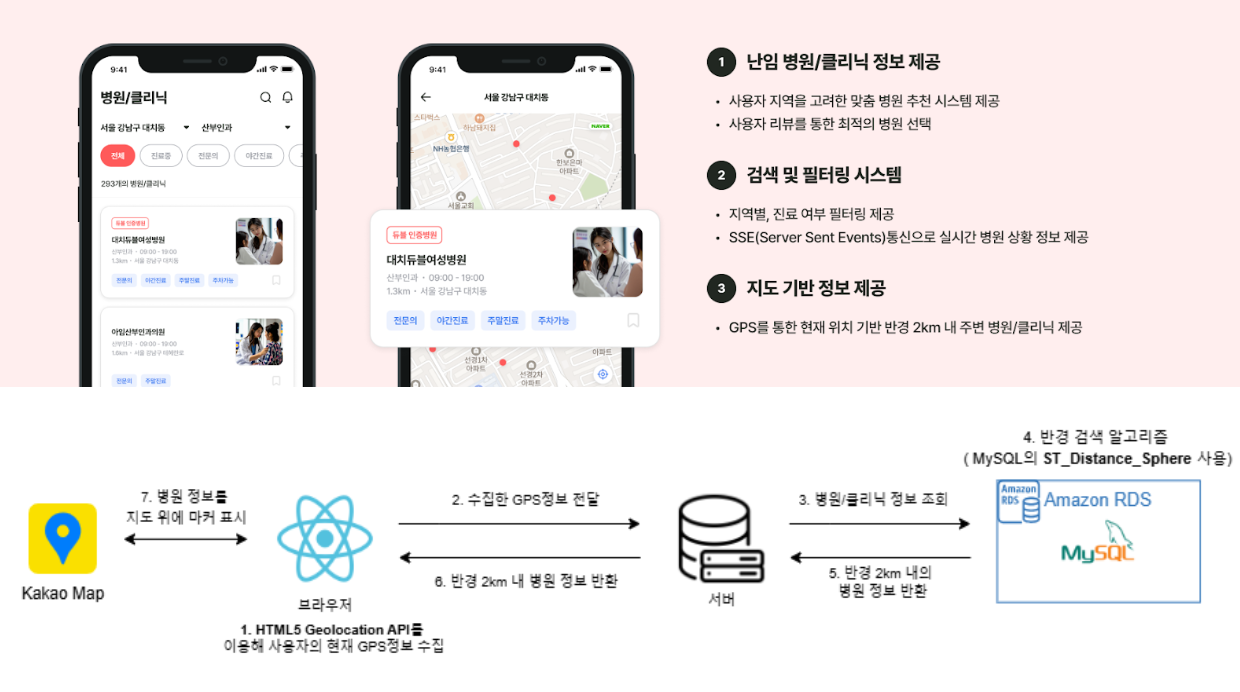 9:41
병원/클리닉
서울 강남구 대치동
산부인과
전체
진료중
전문의
야간진료
293개의 병원/클리닉
듀블 인증병원
대치듀블여성병원
산부인과 · 09:00 - 19:00
1.3km · 서울 강남구 대치동
전문의
야간진료
주말진료
주차가능
아임산부인과의원
산부인과 · 09:00 - 19:00
전문의
주말진료
9:41
서울 강남구 대치동
스타벅스
하남돼지집
NAVER
NH농협은행
한보은마
아파트
서울교회
듀블 인증병원
대치듀블여성병원
산부인과 · 09:00 - 19:00
1.3km · 서울 강남구 대치동
전문의
야간진료
주말진료
주차가능
아파트
선경1차
아파트
선경2차
아파트
1 난임 병원/클리닉 정보 제공
• 사용자 지역을 고려한 맞춤 병원 추천 시스템 제공
• 사용자 리뷰를 통한 최적의 병원 선택
2 검색 및 필터링 시스템
• 지역별, 진료 여부 필터링 제공
• SSE(Server Sent Events)통신으로 실시간 병원 상황 정보 제공
3 지도 기반 정보 제공
• GPS를 통한 현재 위치 기반 반경 2km 내 주변 병원/클리닉 제공
4. 반경 검색 알고리즘
( MySQL의 ST_Distance_Sphere 사용)
7. 병원 정보를
지도 위에 마커 표시
Kakao Map
브라우저
1. HTML5 Geolocation API를
이용해 사용자의 현재 GPS정보 수집
2. 수집한 GPS정보 전달
6. 반경 2km 내 병원 정보 반환
서버
3. 병원/클리닉 정보 조회
5. 반경 2km 내의
병원 정보 반환
Amazon
RDS
Amazon RDS
MySQL